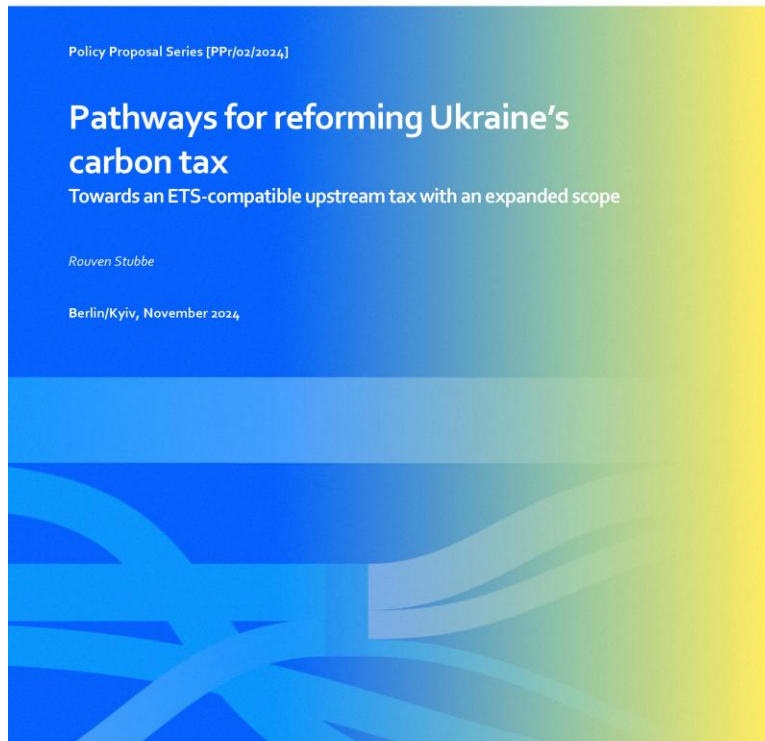 Policy Proposal Series [PPr/02/2024]
Pathways for reforming Ukraine’s
carbon tax
Towards an ETS-compatible upstream tax with an expanded scope
Rouven Stubbe
Berlin/Kyiv, November 2024